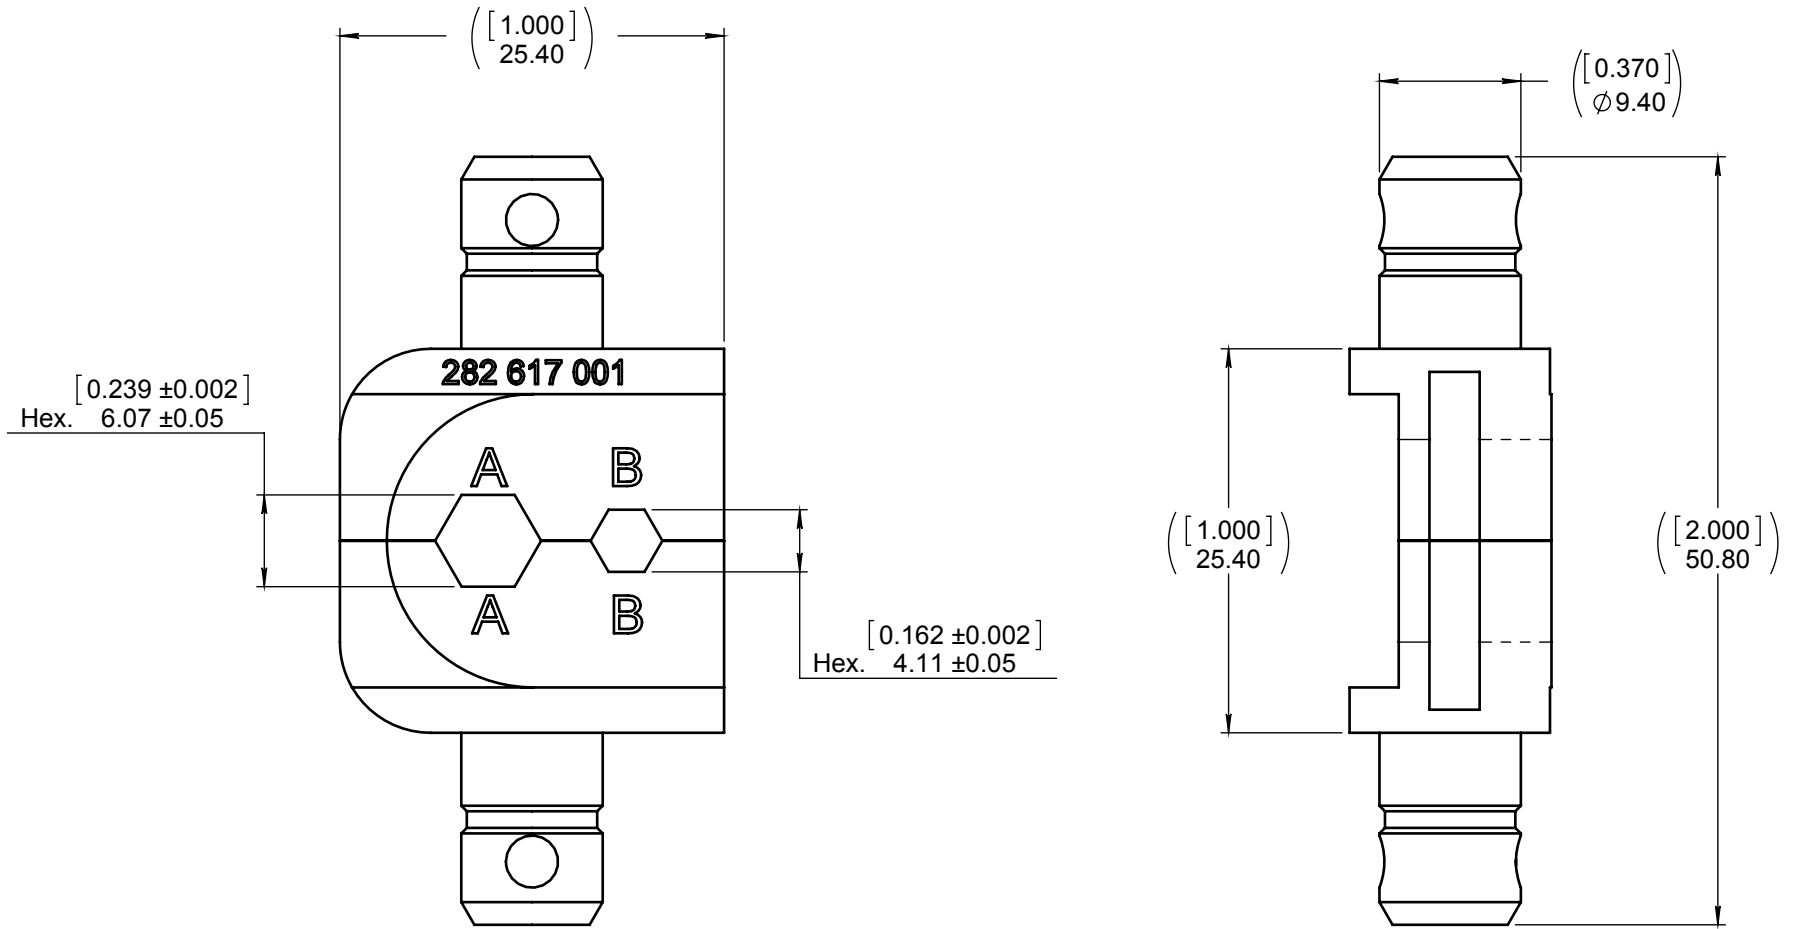 ([1.000]
25.40)
([0.370]
⌀9.40)
282 617 001
[0.239 ±0.002]
Hex. 6.07 ±0.05
A B
A B
[0.162 ±0.002]
Hex. 4.11 ±0.05
([1.000]
25.40)
([2.000]
50.80)